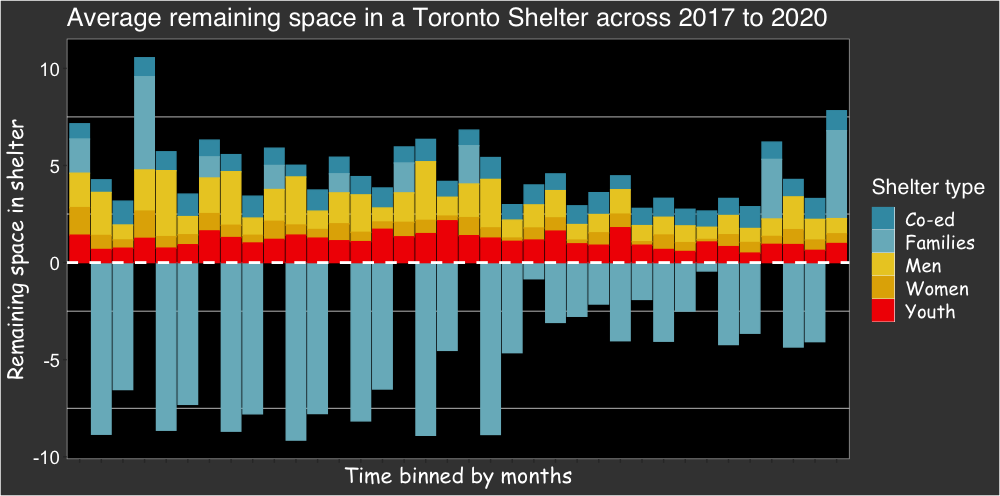 Average remaining space in a Toronto Shelter across 2017 to 2020
10
5
0
-5
-10
Remaining space in shelter
Time binned by months
Shelter type
Co-ed
Families
Men
Women
Youth